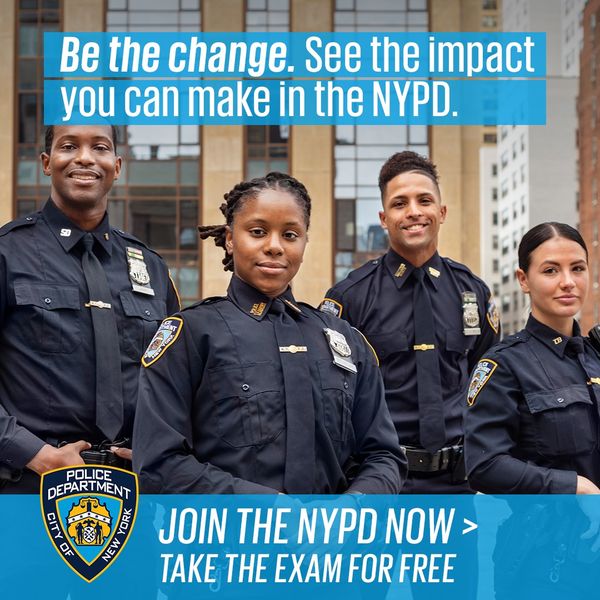 Be the change. See the impact
you can make in the NYPD.
POLICE
DEPARTMENT
CITY OF
NEW YORK
JOIN THE NYPD NOW >
TAKE THE EXAM FOR FREE